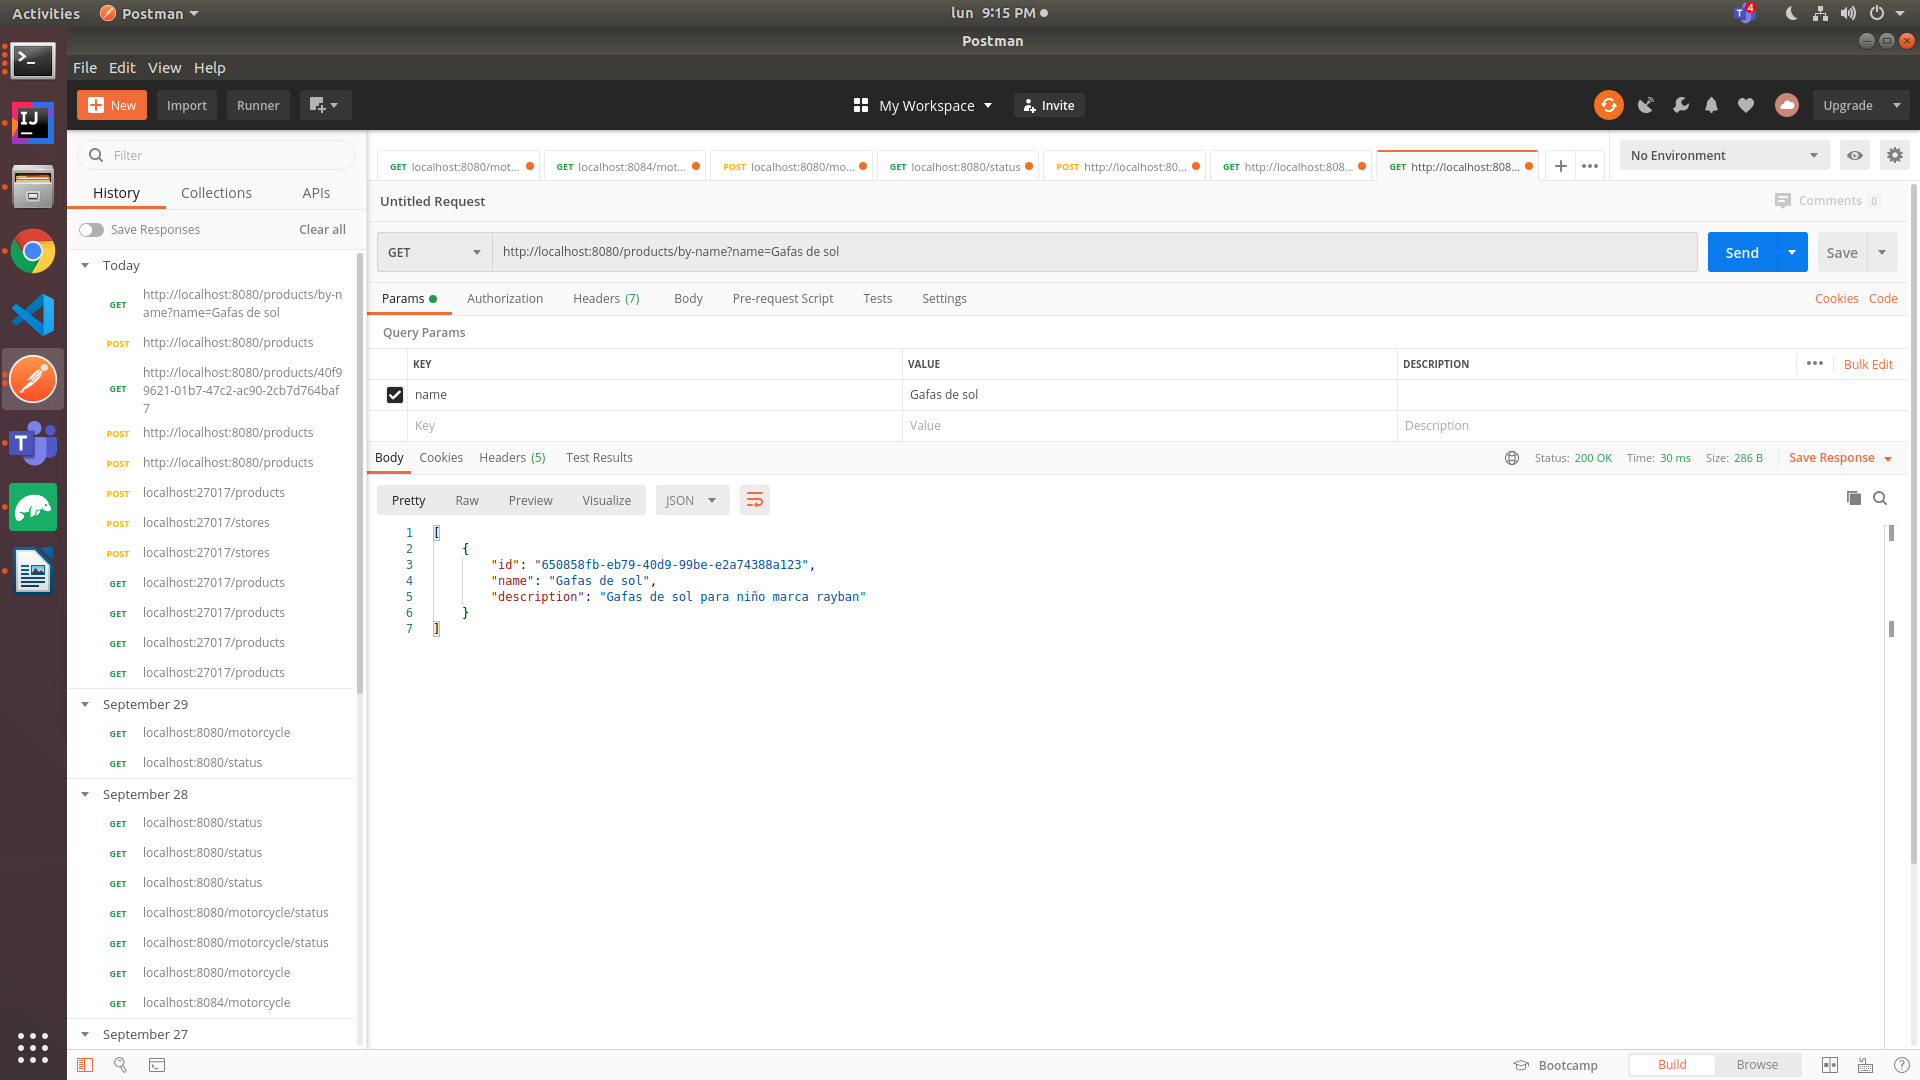 Activities
Postman
lun 9:15 PM
4
Postman
File Edit View Help
New
Import
Runner
My Workspace
Invite
Upgrade
Filter
History
Collections
APIs
Save Responses
Clear all
Today
GET http://localhost:8080/products/by-n
ame?name=Gafas de sol
POST http://localhost:8080/products
GET http://localhost:8080/products/40f9
9621-01b7-47c2-ac90-2cb7d764baf
7
POST http://localhost:8080/products
POST http://localhost:8080/products
POST localhost:27017/products
POST localhost:27017/stores
POST localhost:27017/stores
GET localhost:27017/products
GET localhost:27017/products
GET localhost:27017/products
GET localhost:27017/products
September 29
GET localhost:8080/motorcycle
GET localhost:8080/status
September 28
GET localhost:8080/status
GET localhost:8080/status
GET localhost:8080/status
GET localhost:8080/motorcycle/status
GET localhost:8080/motorcycle/status
GET localhost:8080/motorcycle
GET localhost:8084/motorcycle
September 27
GET localhost:8080/mot...
GET localhost:8084/mot...
POST localhost:8080/mo...
GET localhost:8080/status
POST http://localhost:80...
GET http://localhost:808...
GET http://localhost:808...
No Environment
Untitled Request
Comments 0
GET
http://localhost:8080/products/by-name?name=Gafas de sol
Send
Save
Params
Authorization
Headers (7)
Body
Pre-request Script
Tests
Settings
Cookies
Code
Query Params
KEY
VALUE
DESCRIPTION
Bulk Edit
name
Gafas de sol
Key
Value
Description
Body
Cookies
Headers (5)
Test Results
Status: 200 OK
Time: 30 ms
Size: 286 B
Save Response
Pretty
Raw
Preview
Visualize
JSON
1 [
2 {
3 "id": "650858fb-eb79-40d9-99be-e2a74388a123",
4 "name": "Gafas de sol",
5 "description": "Gafas de sol para niño marca rayban"
6 }
7 ]
Bootcamp
Build
Browse